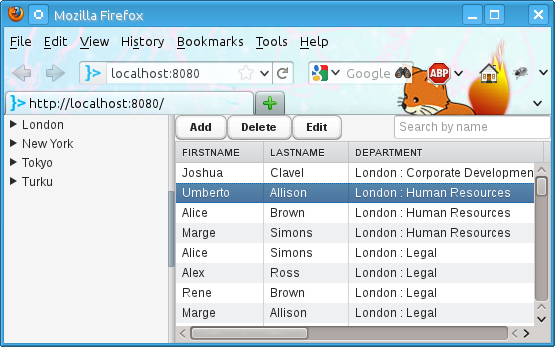 Mozilla Firefox
File Edit View History Bookmarks Tools Help
localhost:8080 Google ABP
http://localhost:8080/
London
New York
Tokyo
Turku
Add Delete Edit Search by name
FIRSTNAME LASTNAME DEPARTMENT
Joshua Clavel London : Corporate Developmen
Umberto Allison London : Human Resources
Alice Brown London : Human Resources
Marge Simons London : Human Resources
Alice Simons London : Legal
Alex Ross London : Legal
Rene Brown London : Legal
Marge Allison London : Legal